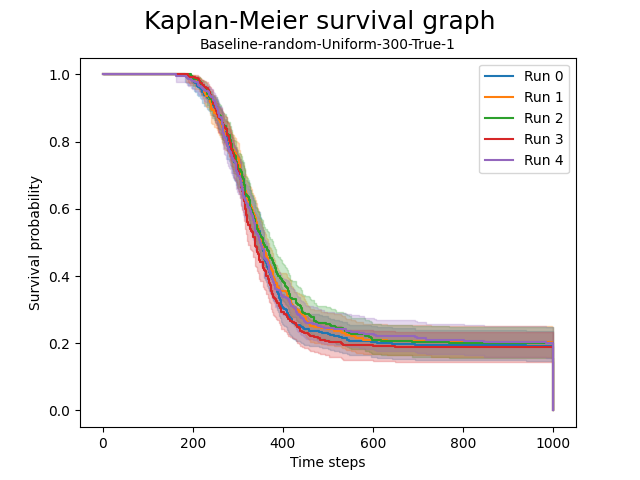 Kaplan-Meier survival graph
Baseline-random-Uniform-300-True-1
Run 0
Run 1
Run 2
Run 3
Run 4
Survival probability
1.0
0.8
0.6
0.4
0.2
0.0
0 200 400 600 800 1000
Time steps